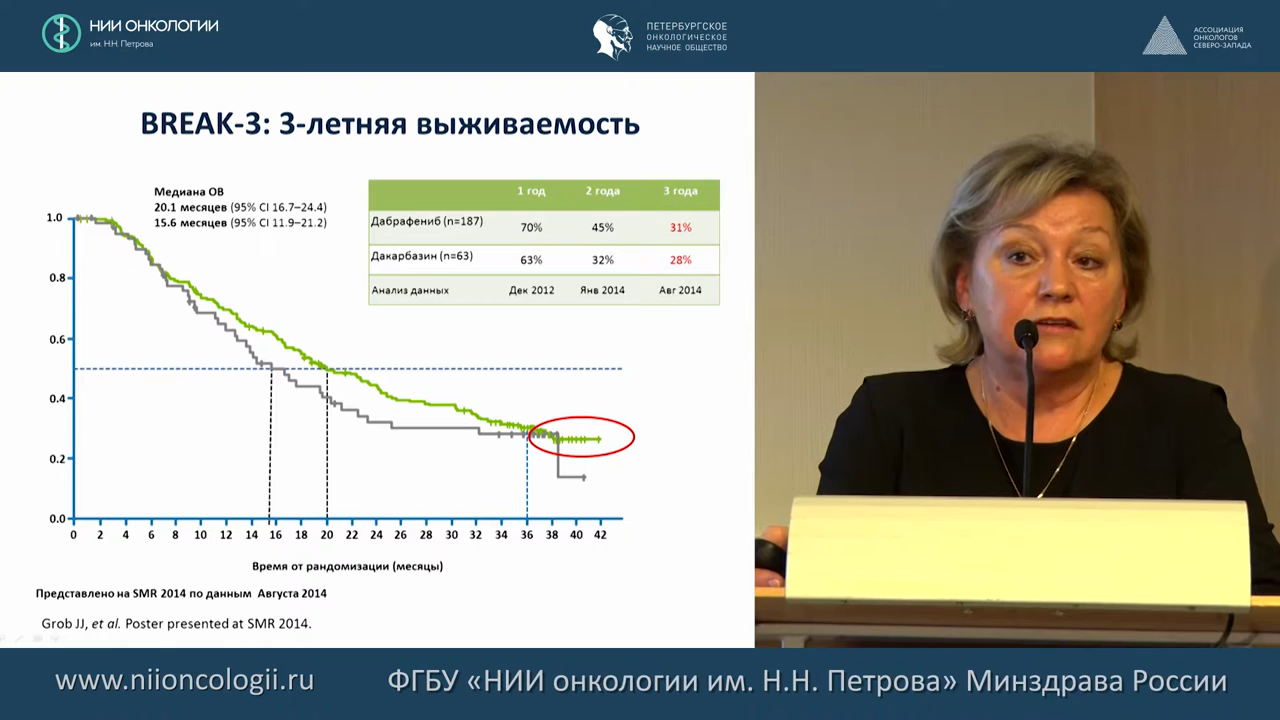 НИИ ОНКОЛОГИИ
им. Н.Н. Петрова
ПЕТЕРБУРГСКОЕ
ОНКОЛОГИЧЕСКОЕ
НАУЧНОЕ ОБЩЕСТВО
АССОЦИАЦИЯ
ОНКОЛОГОВ
СЕВЕРО-ЗАПАДА
BREAK-3: 3-летняя выживаемость
Медиана ОВ
20.1 месяцев (95% CI 16.7–24.4)
15.6 месяцев (95% CI 11.9–21.2)
1 год 2 года 3 года
Дабрафениб (n=187) 70% 45% 31%
Дакарбазин (n=63) 63% 32% 28%
Анализ данных Дек 2012 Янв 2014 Авг 2014
1.0
0.8
0.6
0.4
0.2
0.0
0 2 4 6 8 10 12 14 16 18 20 22 24 26 28 30 32 34 36 38 40 42
Время от рандомизации (месяцы)
Представлено на SMR 2014 по данным Августа 2014
Grob JJ, et al. Poster presented at SMR 2014.
www.niioncologii.ru
ФГБУ «НИИ онкологии им. Н.Н. Петрова» Минздрава России